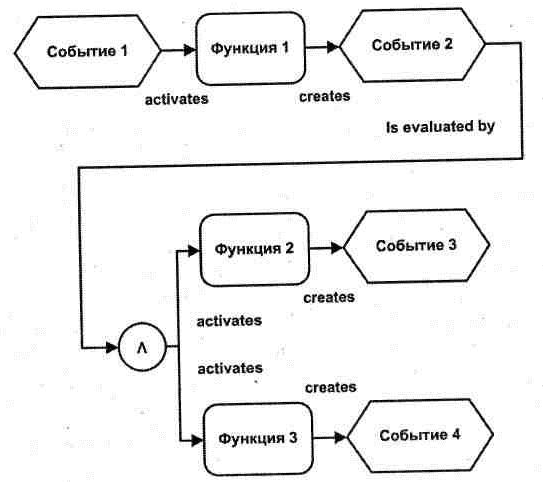 Событие 1
Функция 1
Событие 2
activates
creates
Is evaluated by
Функция 2
Событие 3
creates
activates
Λ
activates
creates
Функция 3
Событие 4